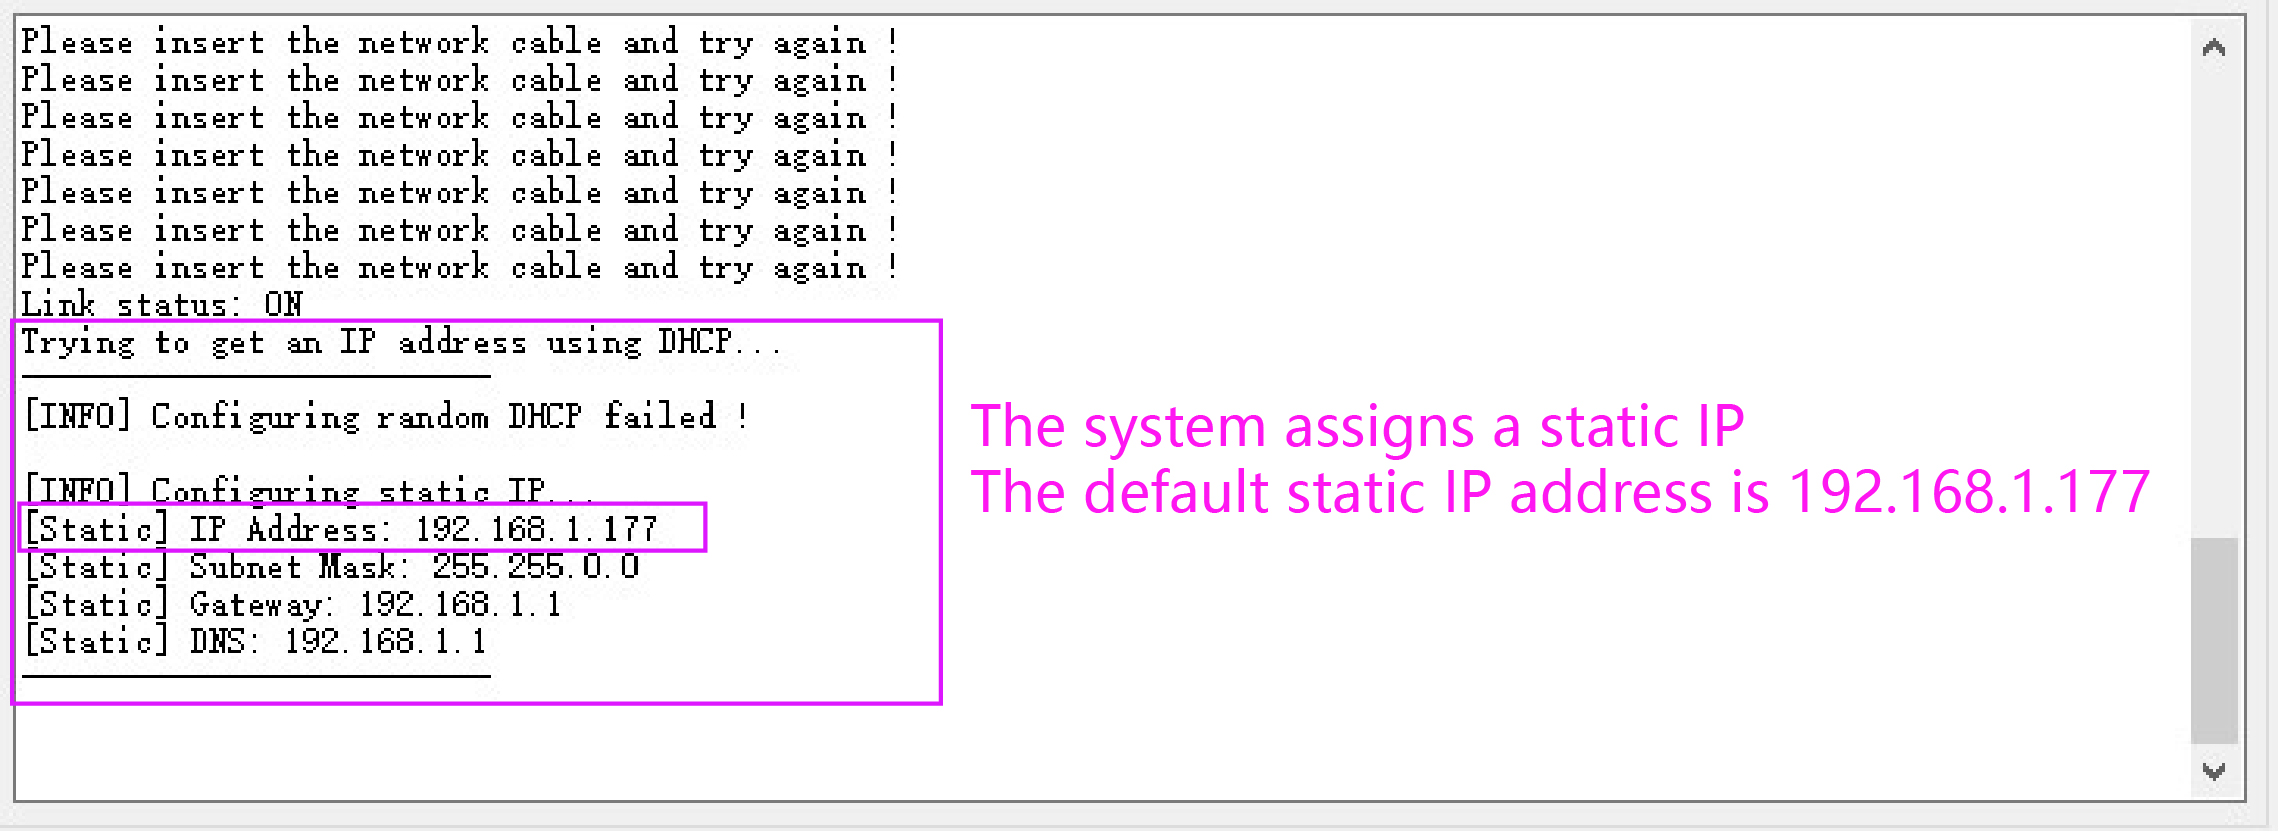 Please insert the network cable and try again !
Please insert the network cable and try again !
Please insert the network cable and try again !
Please insert the network cable and try again !
Please insert the network cable and try again !
Please insert the network cable and try again !
Please insert the network cable and try again !
Link status: ON
Trying to get an IP address using DHCP...
[INFO] Configuring random DHCP failed !
[INFO] Configuring static IP...
[Static] IP Address: 192.168.1.177
[Static] Subnet Mask: 255.255.0.0
[Static] Gateway: 192.168.1.1
[Static] DNS: 192.168.1.1
The system assigns a static IP
The default static IP address is 192.168.1.177